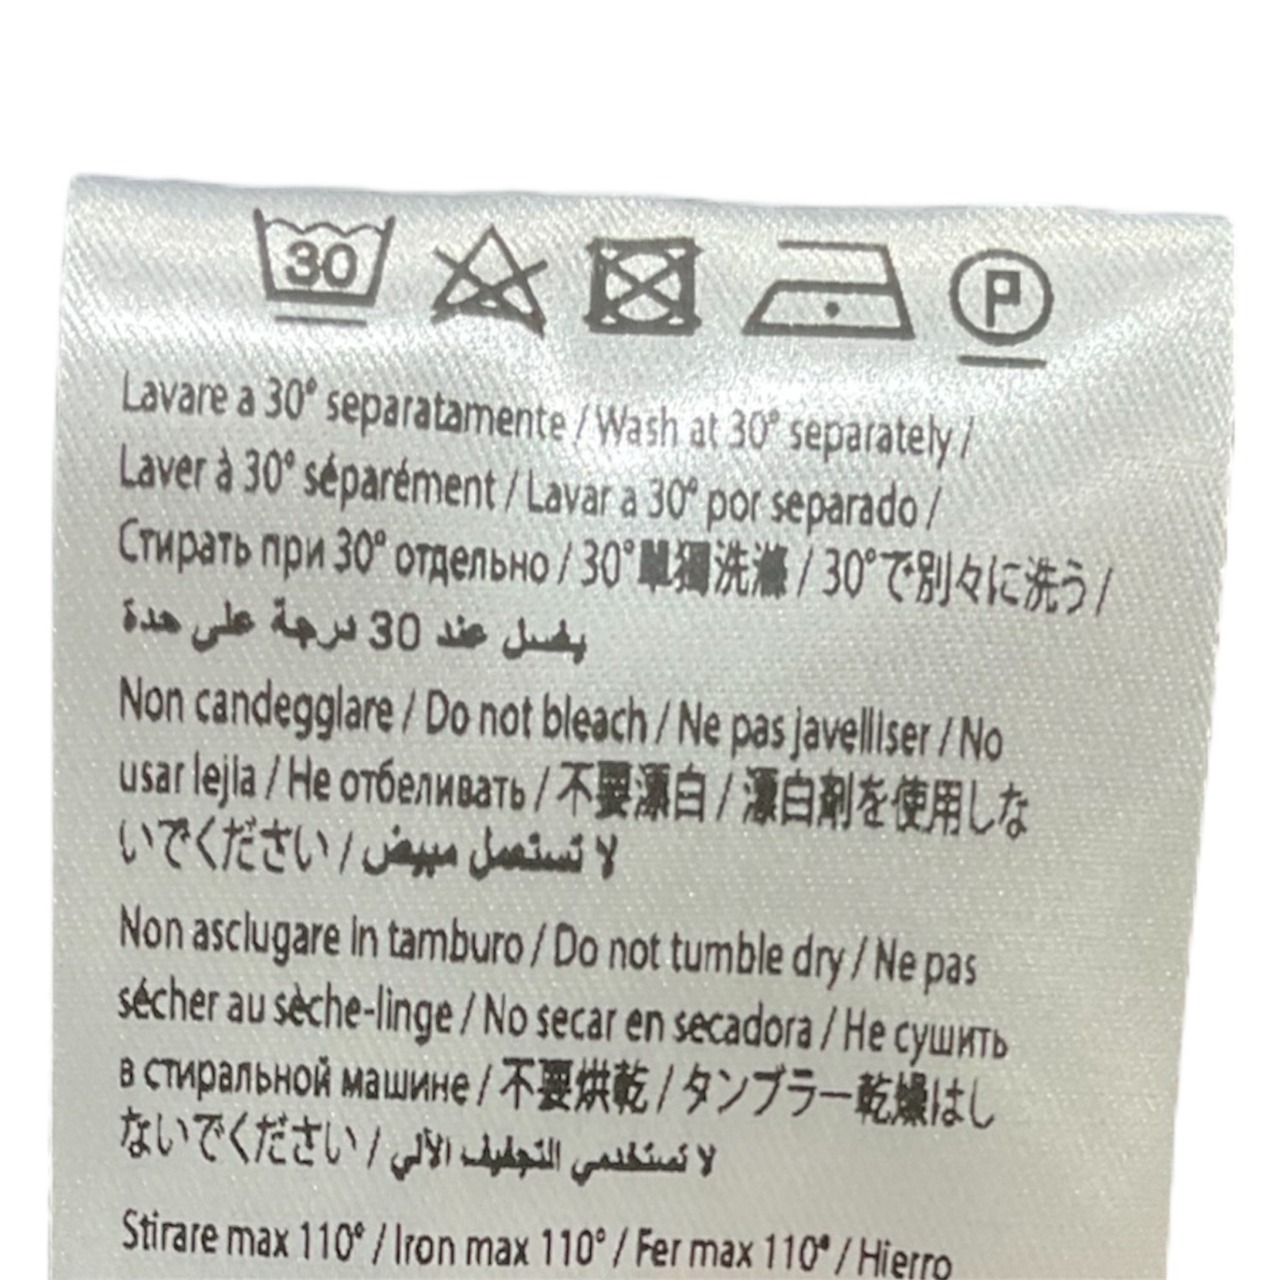 30 P
Lavare a 30° separatamente / Wash at 30° separately /
Laver à 30° séparément / Lavar a 30° por separado /
Стирать при 30° отдельно / 30°單獨洗滌 / 30°で別々に洗う /
يغسل عند 30 درجة على حدة
Non candegglare / Do not bleach / Ne pas javelliser / No
usar lejla / Не отбеливать / 不要漂白 / 漂白剤を使用しな
いでください / لا تستعمل مبيض
Non asclugare In tamburo / Do not tumble dry / Ne pas
sécher au sèche-linge / No secar en secadora / Не сушить
в стиральной машине / 不要烘乾 / タンブラー乾燥はし
ないでください / لا تستخدمي التجفيف الألي
Stirare max 110° / Iron max 110° / Fer max 110° / Hierro